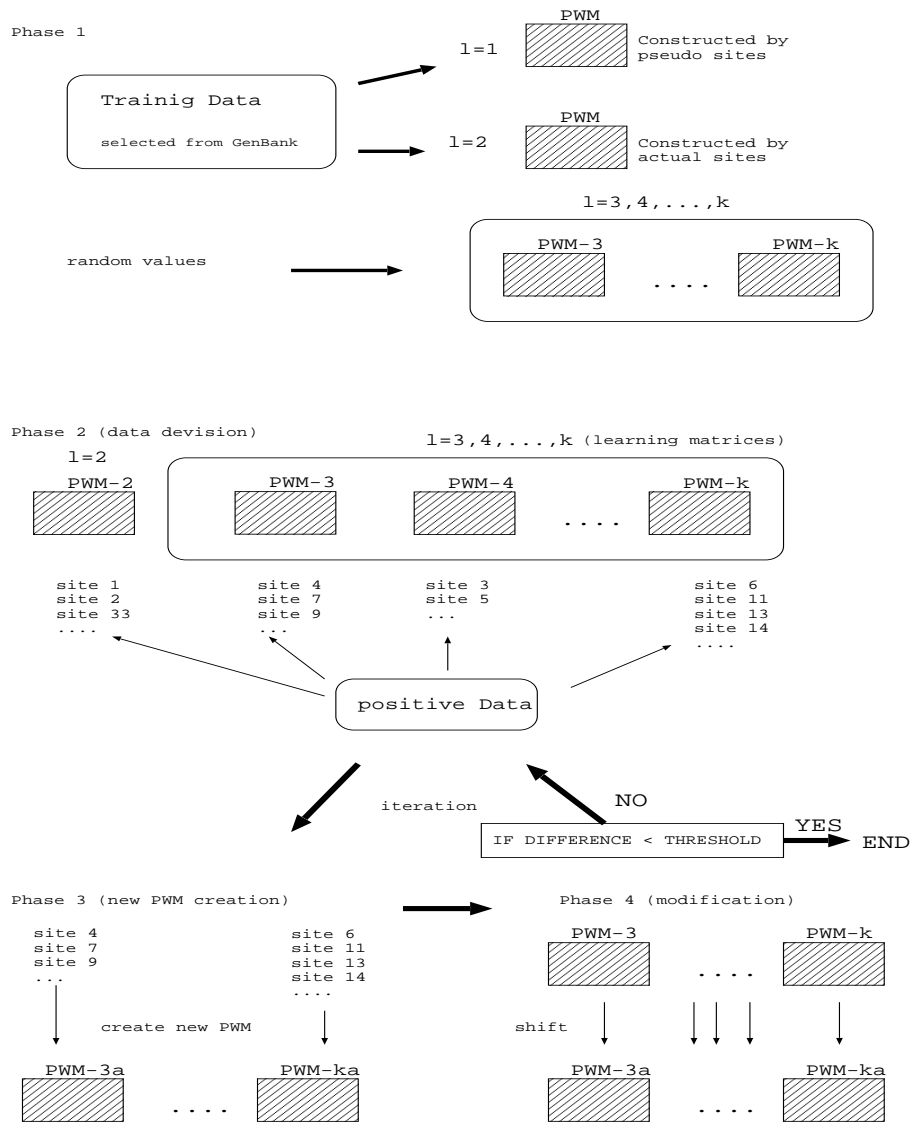 Phase 1
PWM
l=1
Constructed by
pseudo sites
Trainig Data
selected from GenBank
PWM
l=2
Constructed by
actual sites
l=3,4,...,k
random values
PWM-3
PWM-k
....
Phase 2 (data devision)
l=3,4,...,k (learning matrices)
l=2
PWM-2
PWM-3
PWM-4
PWM-k
....
site 1
site 2
site 33
....
site 4
site 7
site 9
...
site 3
site 5
...
site 6
site 11
site 13
site 14
....
positive Data
iteration
NO
IF DIFFERENCE < THRESHOLD
YES
END
Phase 3 (new PWM creation)
site 4
site 7
site 9
...
site 6
site 11
site 13
site 14
....
create new PWM
PWM-3a
PWM-ka
....
Phase 4 (modification)
PWM-3
PWM-k
....
shift
PWM-3a
PWM-ka
....